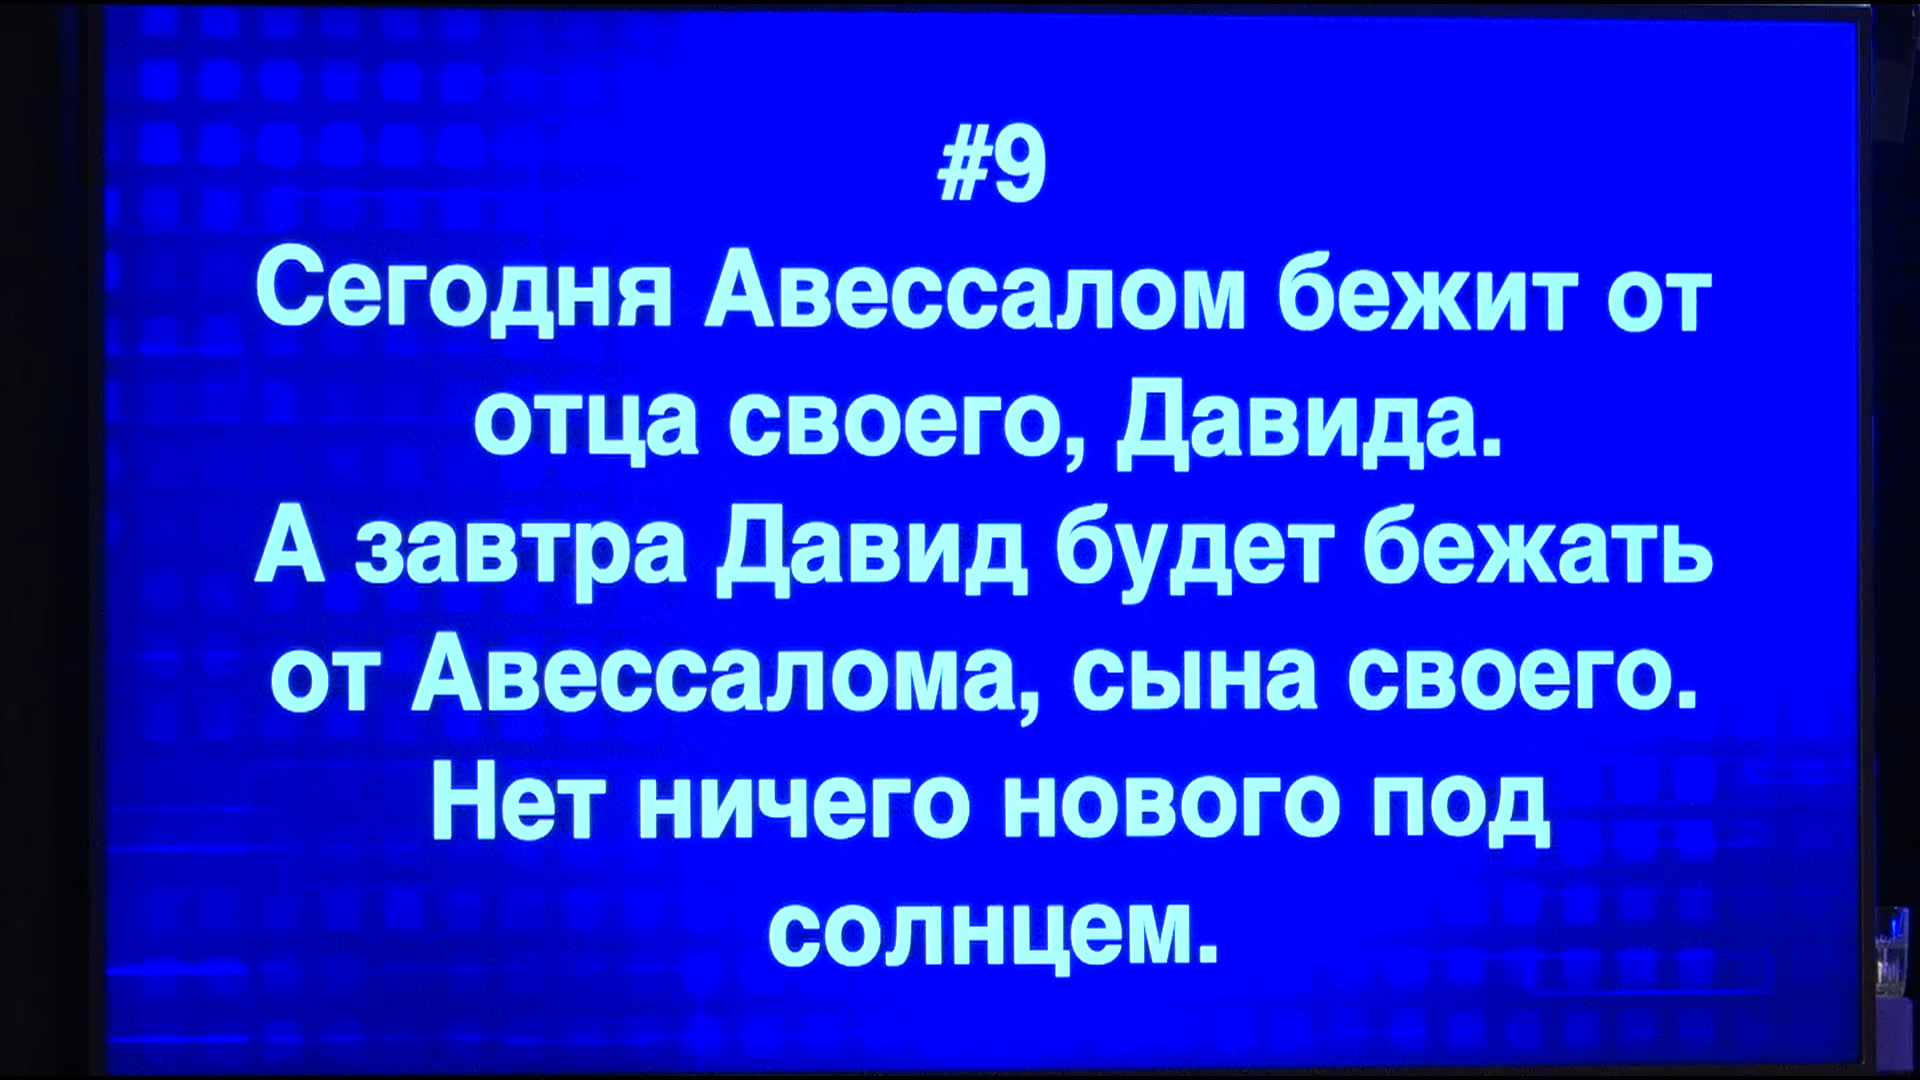 #9
Сегодня Авессалом бежит от
отца своего, Давида.
А завтра Давид будет бежать
от Авессалома, сына своего.
Нет ничего нового под
солнцем.